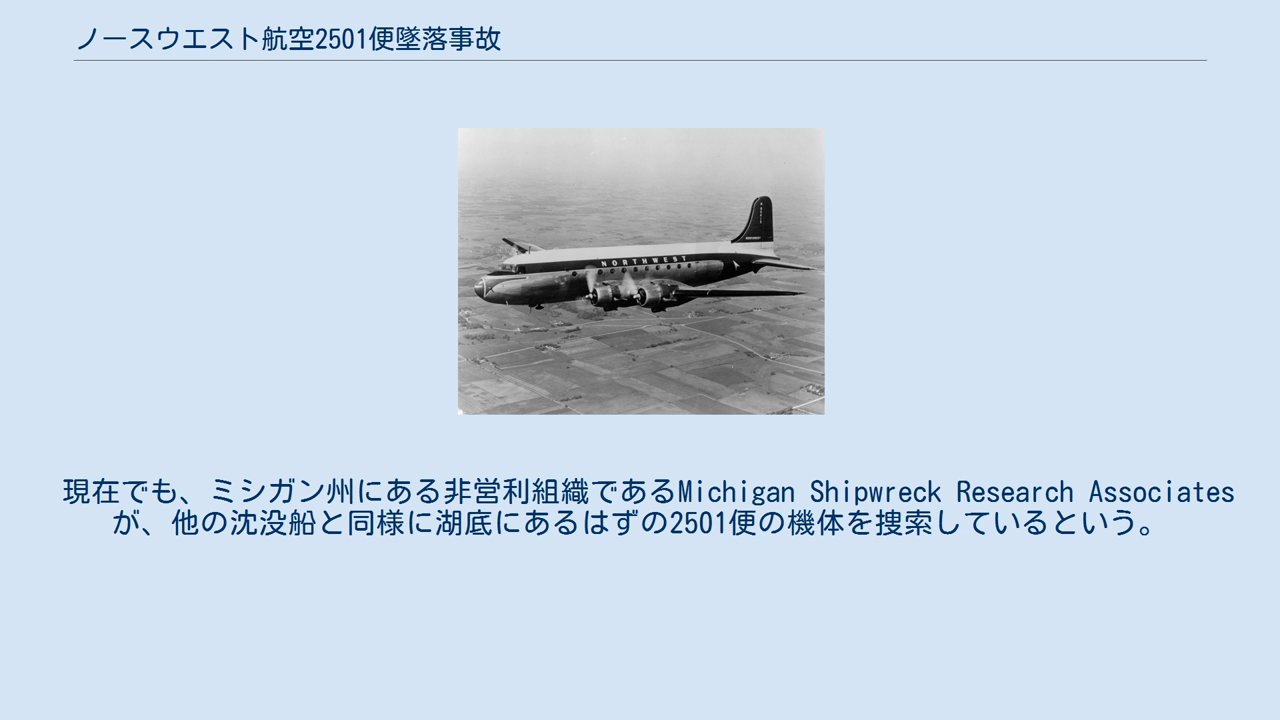 ノースウエスト航空2501便墜落事故
NORTHWEST
現在でも、ミシガン州にある非営利組織であるMichigan Shipwreck Research Associates
が、他の沈没船と同様に湖底にあるはずの2501便の機体を捜索しているという。